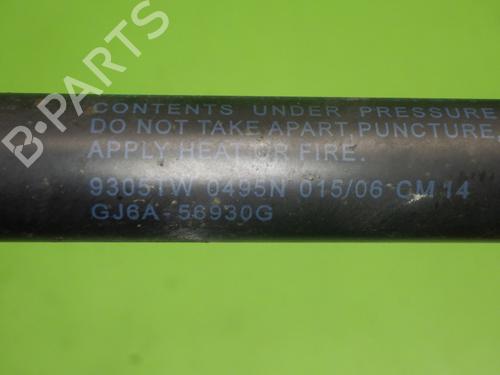 CONTENTS UNDER PRESSURE
DO NOT TAKE APART, PUNCTURE,
APPLY HEAT OR FIRE.
93051W 0495N 015/06 CM 14
GJ6A-56930G
B-PARTS